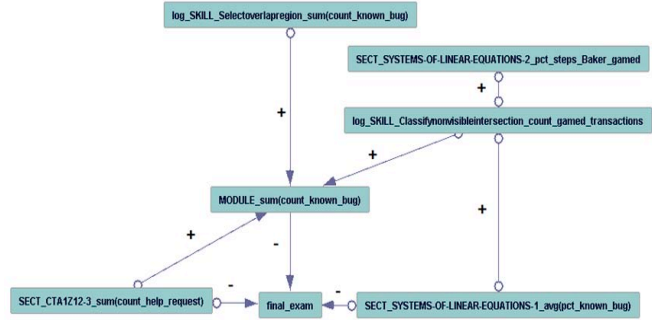 log_SKILL_Selectoverlapregion_sum(count_known_bug)
SECT_SYSTEMS-OF-LINEAR-EQUATIONS-2_pct_steps_Baker_gamed
+
+
log_SKILL_Classifynonvisibleintersection_count_gamed_transactions
+
MODULE_sum(count_known_bug)
+
+
-
-
-
SECT_CTA1Z12-3_sum(count_help_request)
final_exam
SECT_SYSTEMS-OF-LINEAR-EQUATIONS-1_avg(pct_known_bug)